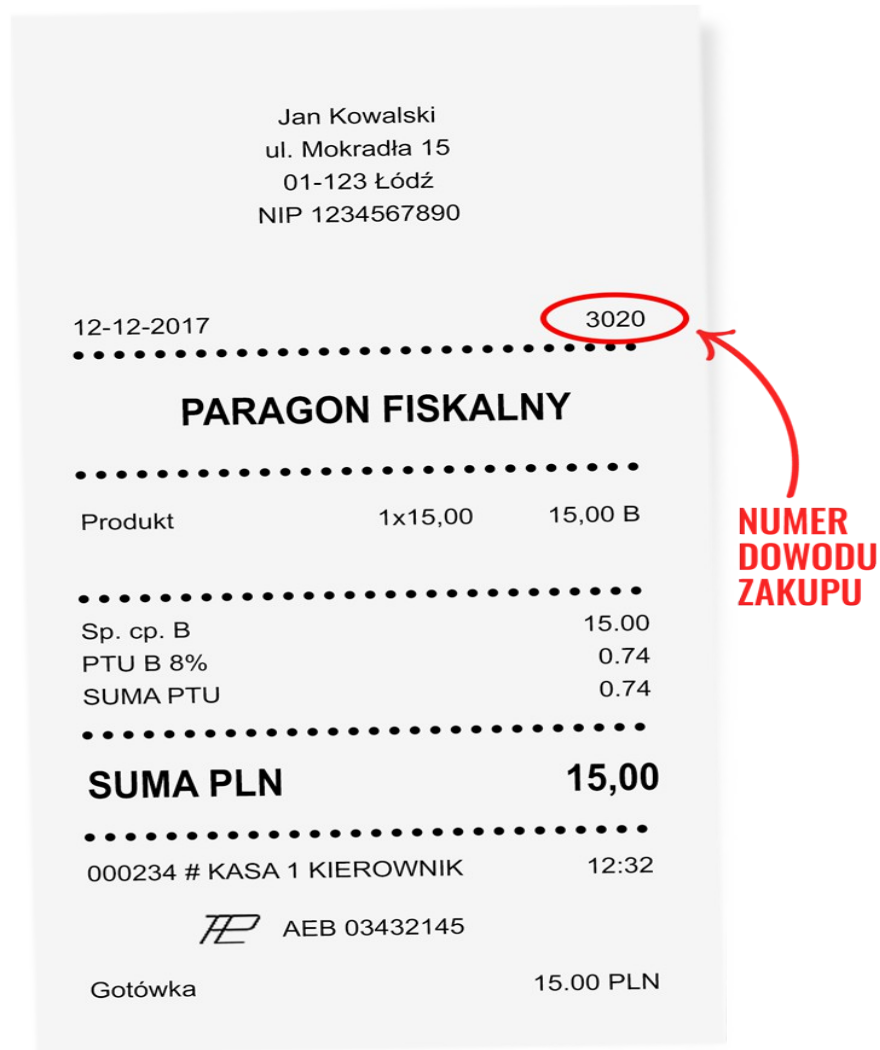 Jan Kowalski
ul. Mokradła 15
01-123 Łódź
NIP 1234567890
12-12-2017 3020
PARAGON FISKALNY
Produkt 1x15,00 15,00 B
Sp. cp. B 15.00
PTU B 8% 0.74
SUMA PTU 0.74
SUMA PLN 15,00
000234 # KASA 1 KIEROWNIK 12:32
AEB 03432145
Gotówka 15.00 PLN
NUMER
DOWODU
ZAKUPU